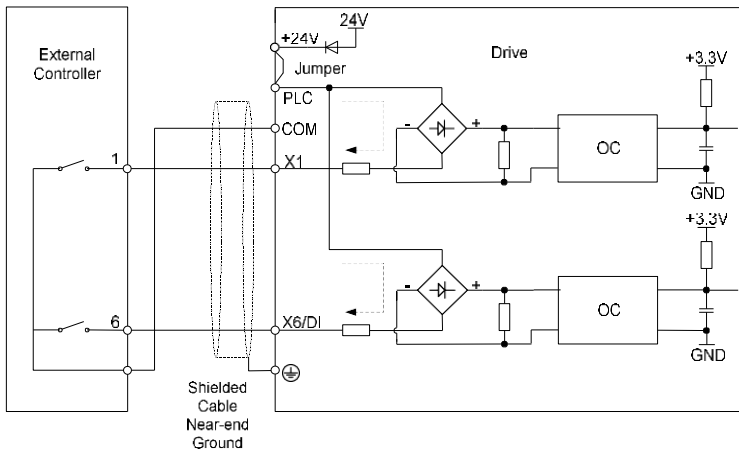 External
Controller
24V
+24V
Jumper
Drive
+3.3V
PLC
COM
-
+
OC
1
X1
GND
+3.3V
-
+
OC
6
X6/DI
GND
Shielded
Cable
Near-end
Ground